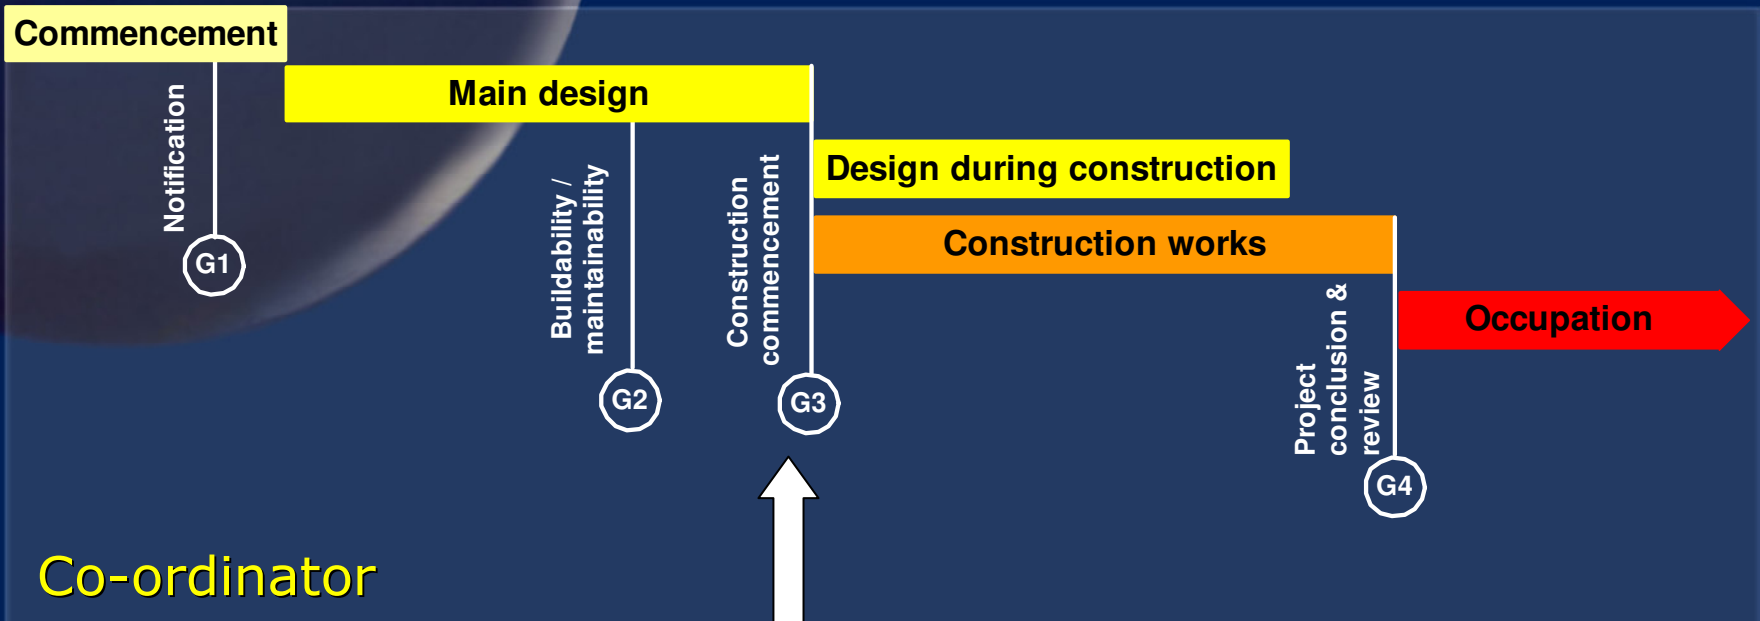 Commencement
Main design
Design during construction
Construction works
Occupation
Notification
G1
Buildability /
maintainability
G2
Construction
commencement
G3
Project
conclusion &
review
G4
Co-ordinator